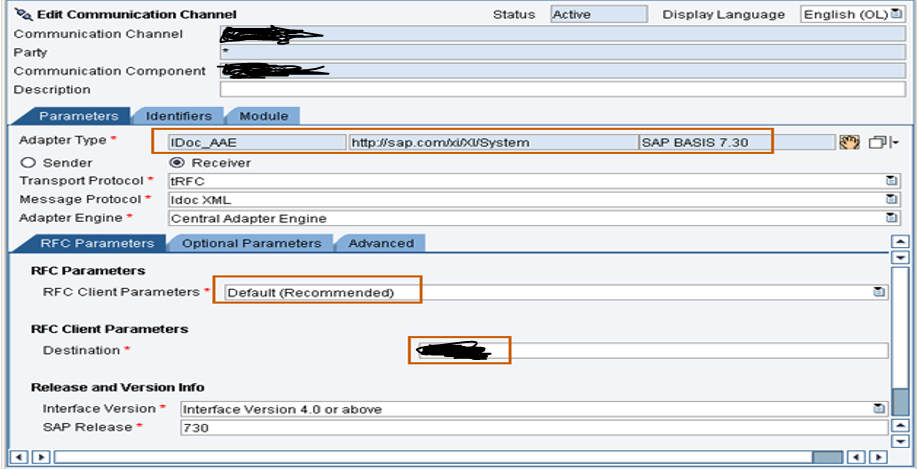 Edit Communication Channel Status Active Display Language English (OL)
Communication Channel
Party *
Communication Component
Description
Parameters Identifiers Module
Adapter Type * IDoc_AAE http://sap.com/xi/XI/System SAP BASIS 7.30
Sender Receiver
Transport Protocol * tRFC
Message Protocol * Idoc XML
Adapter Engine * Central Adapter Engine
RFC Parameters Optional Parameters Advanced
RFC Parameters
RFC Client Parameters * Default (Recommended)
RFC Client Parameters
Destination *
Release and Version Info
Interface Version * Interface Version 4.0 or above
SAP Release * 730